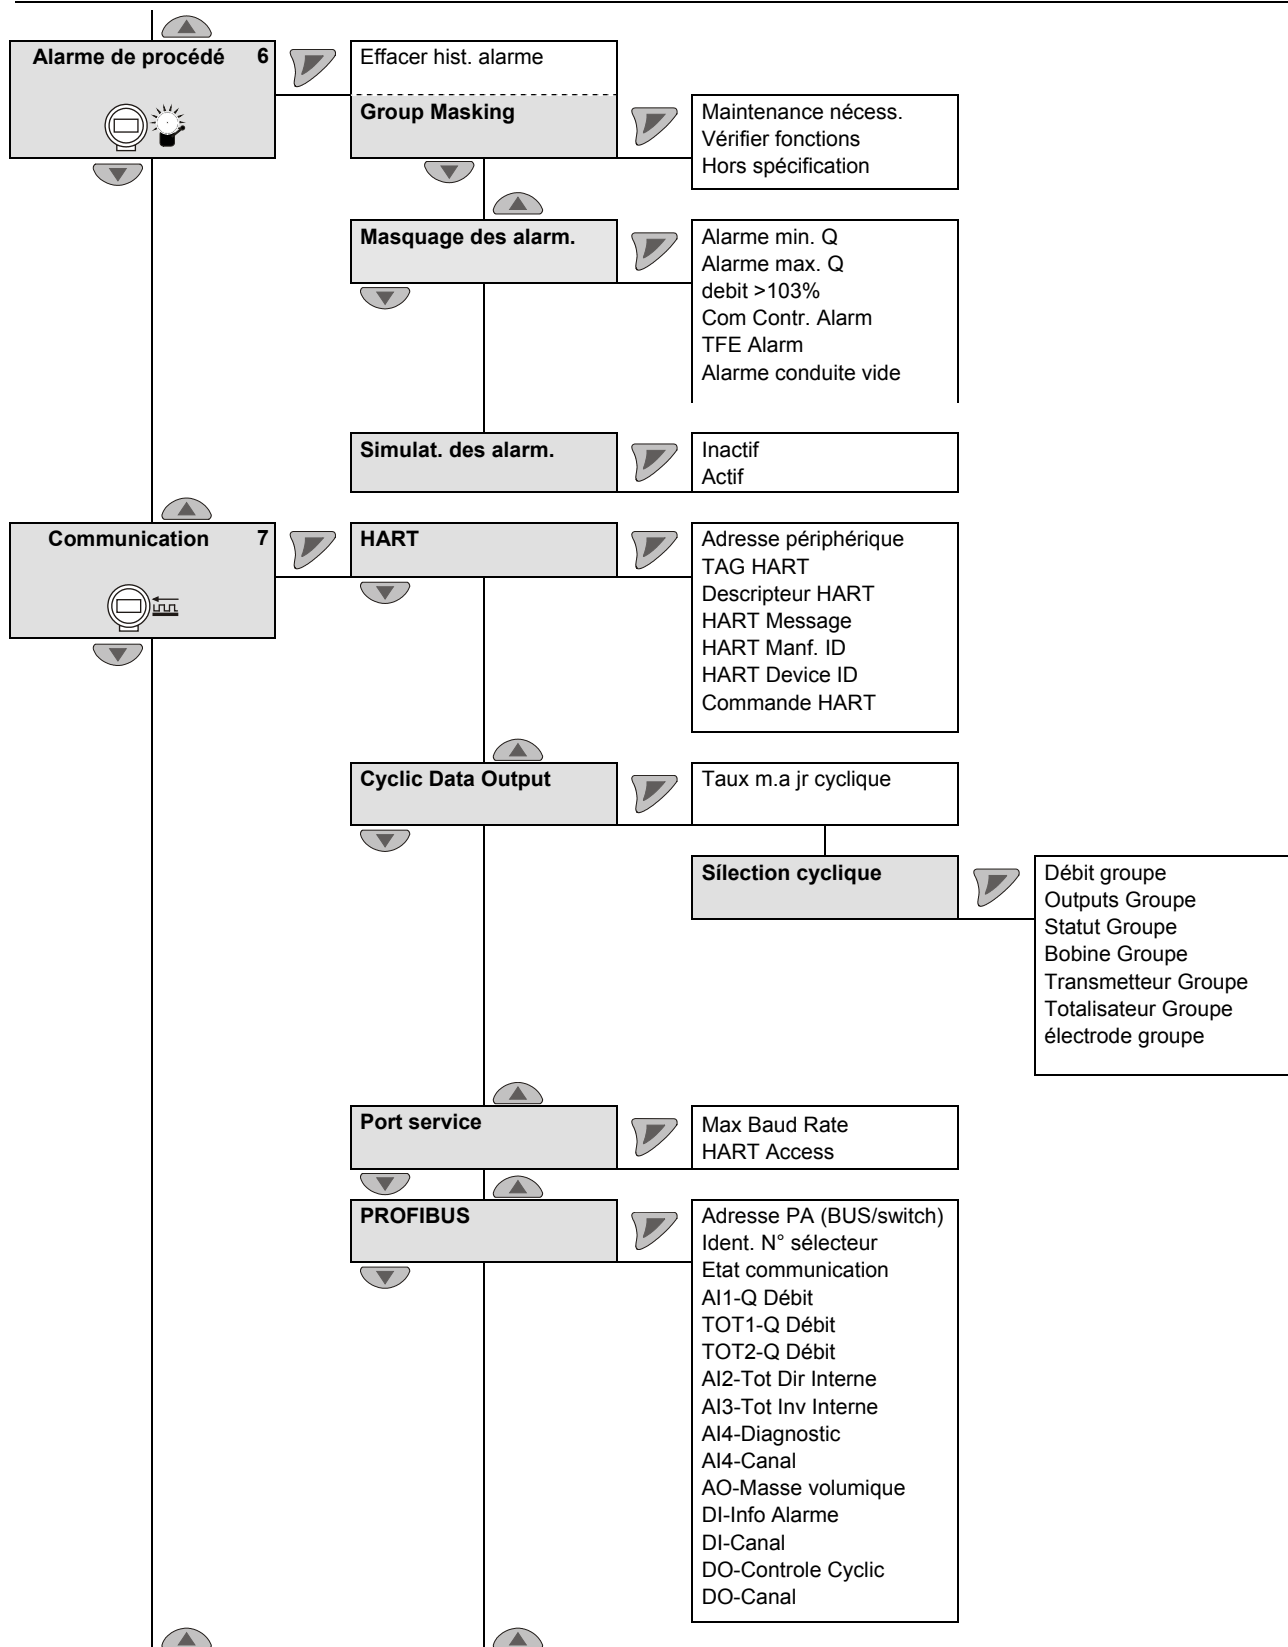 Alarme de procédé 6
Effacer hist. alarme
Group Masking
Maintenance nécess.
Vérifier fonctions
Hors spécification
Masquage des alarm.
Alarme min. Q
Alarme max. Q
debit >103%
Com Contr. Alarm
TFE Alarm
Alarme conduite vide
Simulat. des alarm.
Inactif
Actif
Communication 7
HART
Adresse périphérique
TAG HART
Descripteur HART
HART Message
HART Manf. ID
HART Device ID
Commande HART
Cyclic Data Output
Taux m.a jr cyclique
Sílection cyclique
Débit groupe
Outputs Groupe
Statut Groupe
Bobine Groupe
Transmetteur Groupe
Totalisateur Groupe
électrode groupe
Port service
Max Baud Rate
HART Access
PROFIBUS
Adresse PA (BUS/switch)
Ident. N° sélecteur
Etat communication
AI1-Q Débit
TOT1-Q Débit
TOT2-Q Débit
AI2-Tot Dir Interne
AI3-Tot Inv Interne
AI4-Diagnostic
AI4-Canal
AO-Masse volumique
DI-Info Alarme
DI-Canal
DO-Controle Cyclic
DO-Canal